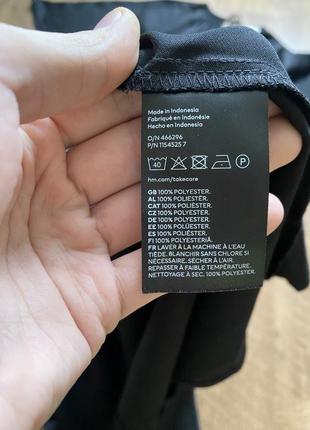 Made in Indonesia
Fabriqué en Indonésie
Hecho en Indonesia
O/N 466296
P/N 1154525 7
40 P
hm.com/takecare
GB 100% POLYESTER.
AL 100% POLIESTËR.
CAT 100% POLIÈSTER.
CZ 100% POLYESTER.
DE 100% POLYESTER.
EE 100% POLÜESTER.
ES 100% POLIÉSTER.
FI 100% POLYESTERIÄ.
FR LAVER À LA MACHINE À L'EAU
TIÈDE. BLANCHIR SANS CHLORE SI
NÉCESSAIRE. SÉCHER À L'AIR.
REPASSER À FAIBLE TEMPÉRATURE.
NETTOYAGE À SEC. 100% POLYESTER.